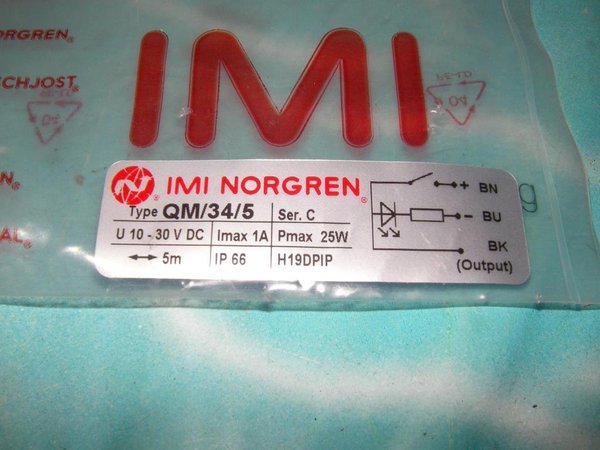 NORGREN®
IMI
CHJOST®
IMI NORGREN®
Type QM/34/5 Ser. C
U 10 - 30 V DC Imax 1A Pmax 25W
5m IP 66 H19DPIP
+ BN
- BU
BK
(Output)
N®
AL®